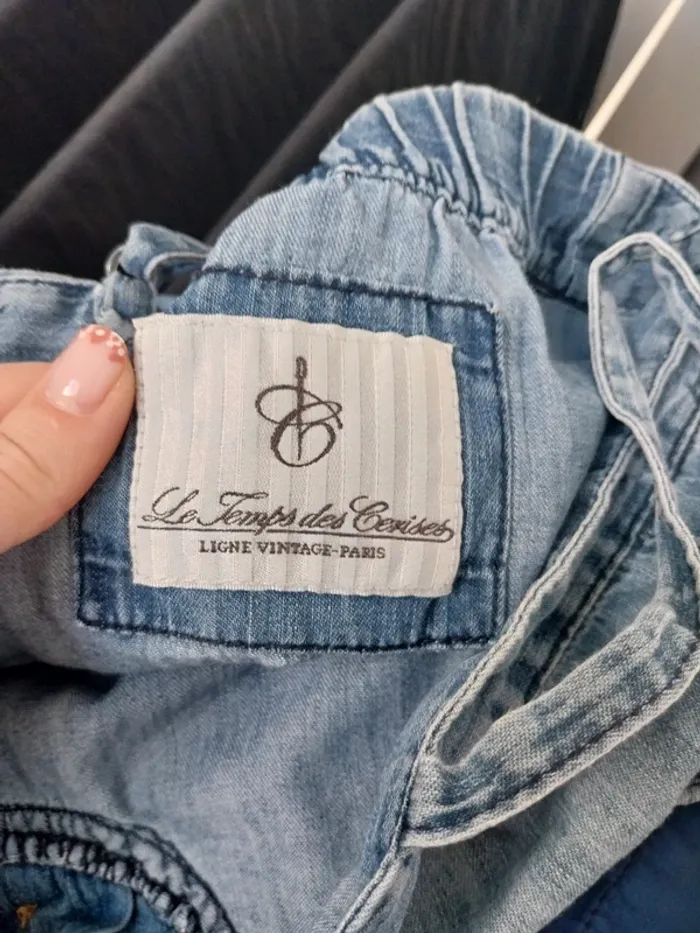 Le Temps des Cerises
LIGNE VINTAGE-PARIS